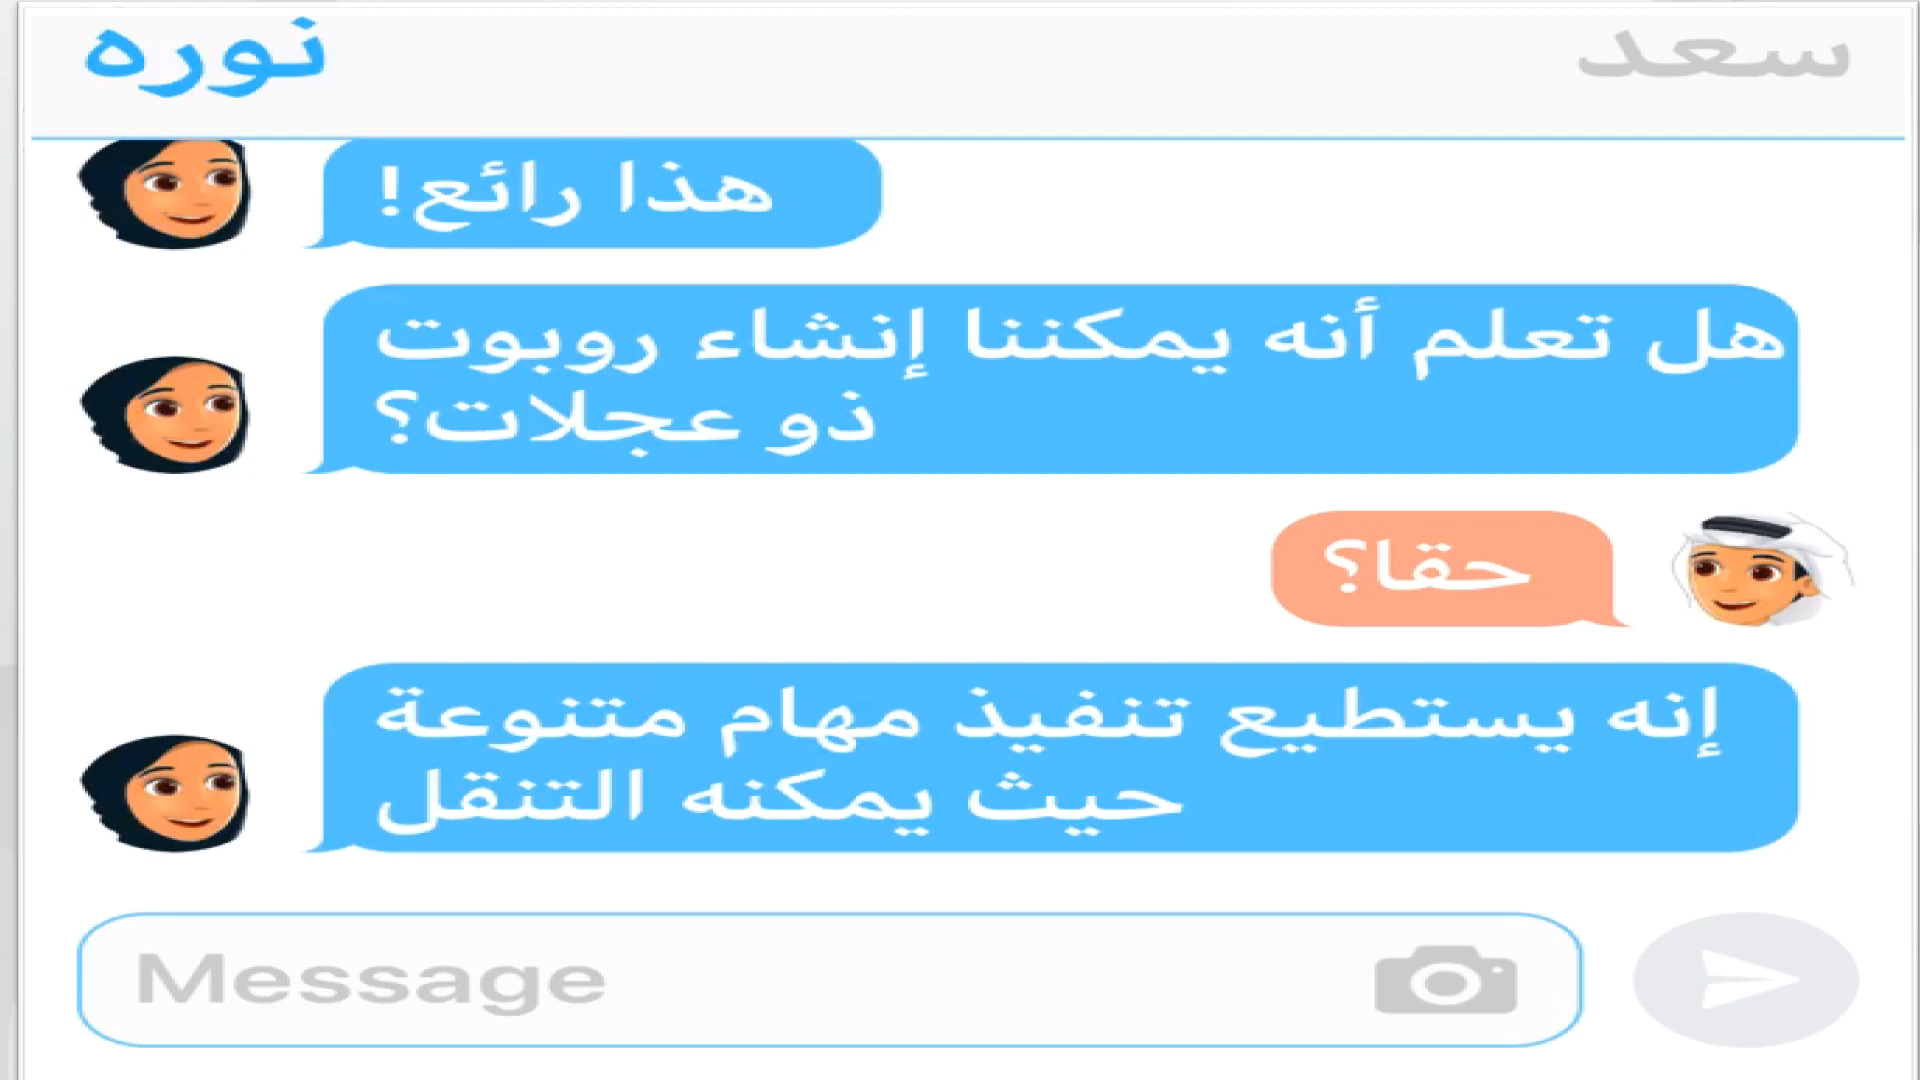 سعد
نوره
هذا رائع!
هل تعلم أنه يمكننا إنشاء روبوت
ذو عجلات؟
حقا؟
إنه يستطيع تنفيذ مهام متنوعة
حيث يمكنه التنقل
Message